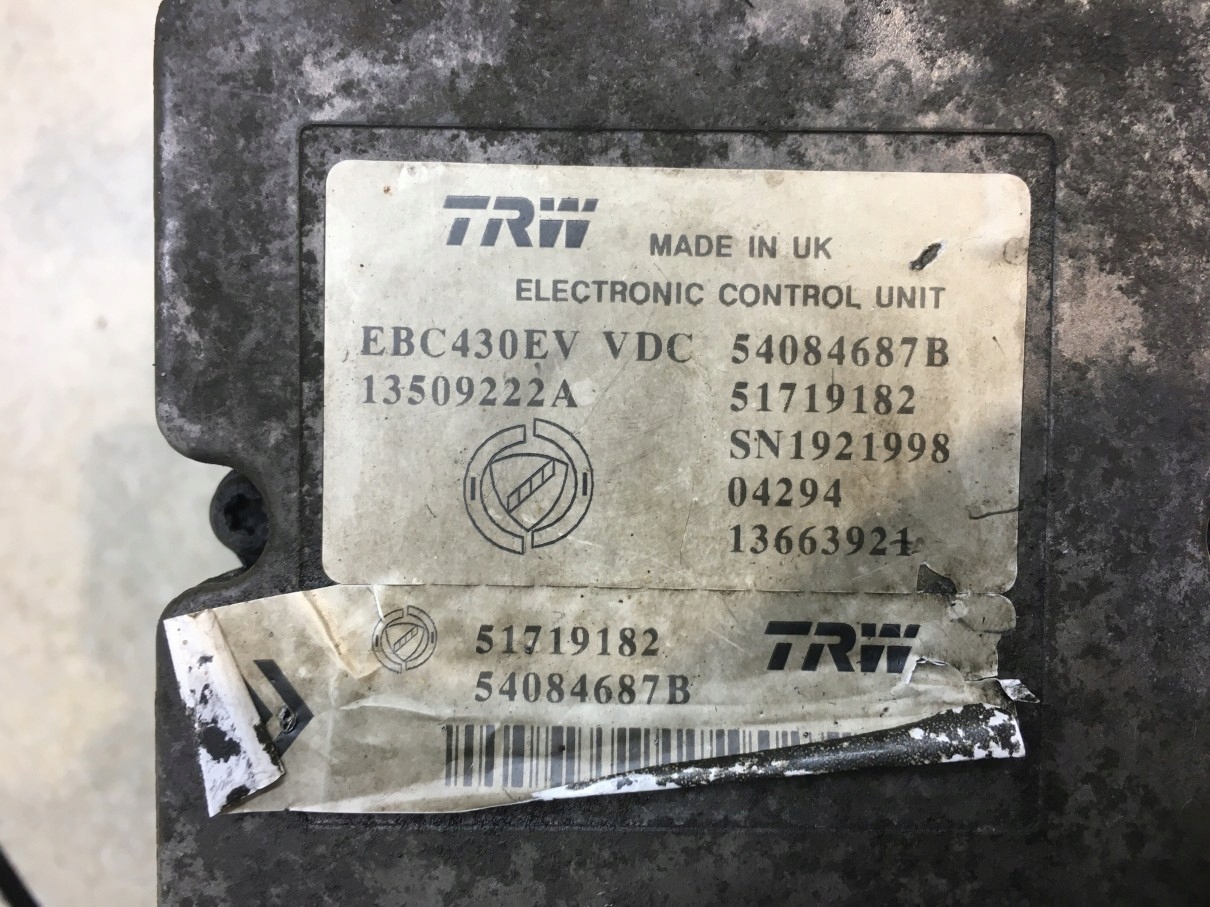 TRW MADE IN UK
ELECTRONIC CONTROL UNIT
EBC430EV VDC 54084687B
13509222A 51719182
SN1921998
04294
13663921
51719182 TRW
54084687B